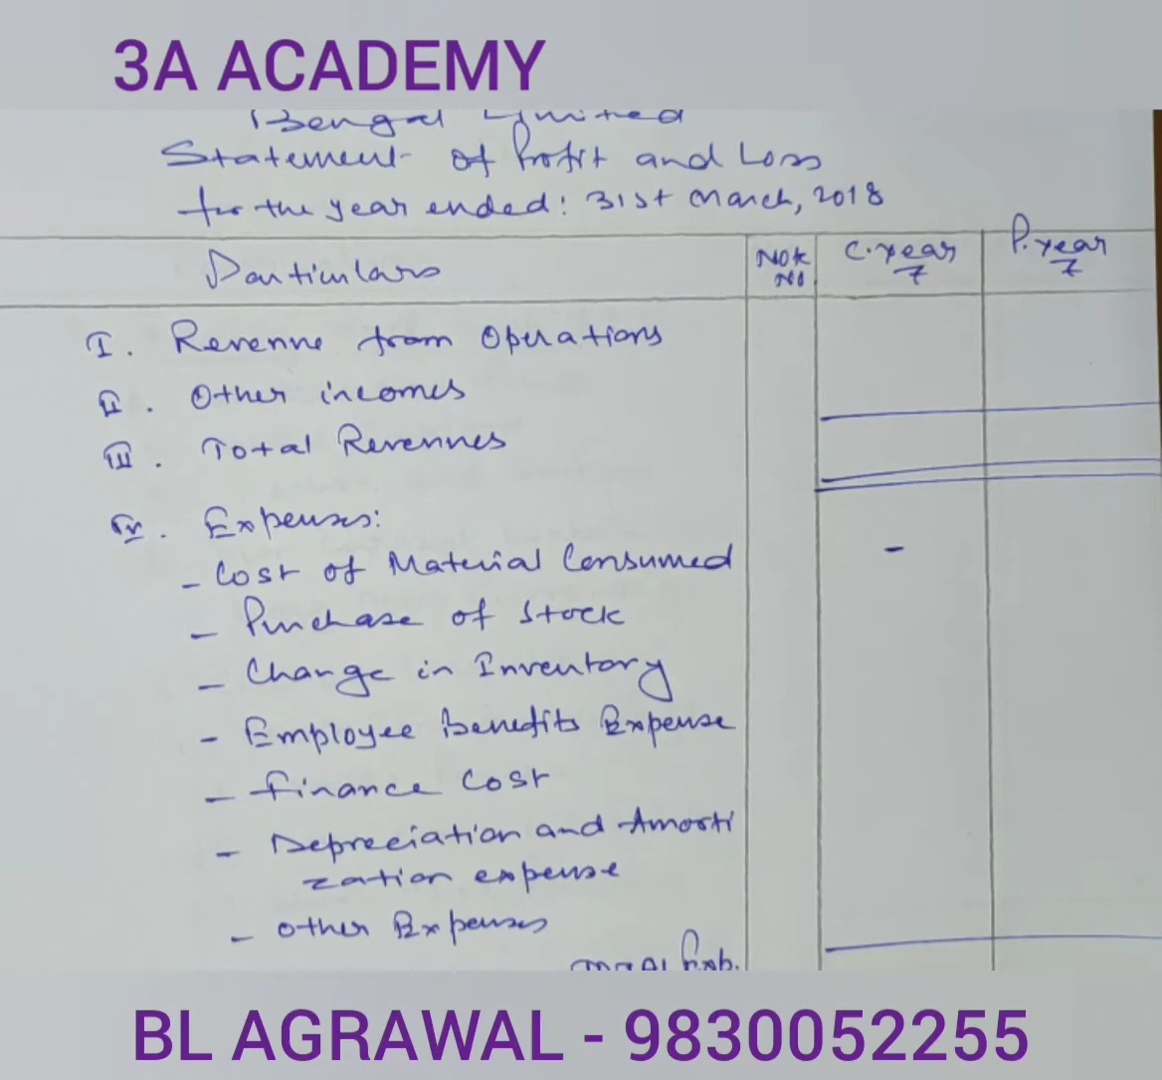 3A ACADEMY
Bengal Limited
Statement of Profit and Loss
for the year ended: 31st March, 2018
Particulars
Note No
C. year ₹
P. year ₹
I. Revenue from Operations
II. Other incomes
III. Total Revenues
IV. Expenses:
- Cost of Material Consumed
-
- Purchase of Stock
- Change in Inventory
- Employee Benefits Expense
- Finance Cost
- Depreciation and Amorti
zation expense
- Other Expenses
Total Exp.
BL AGRAWAL - 9830052255